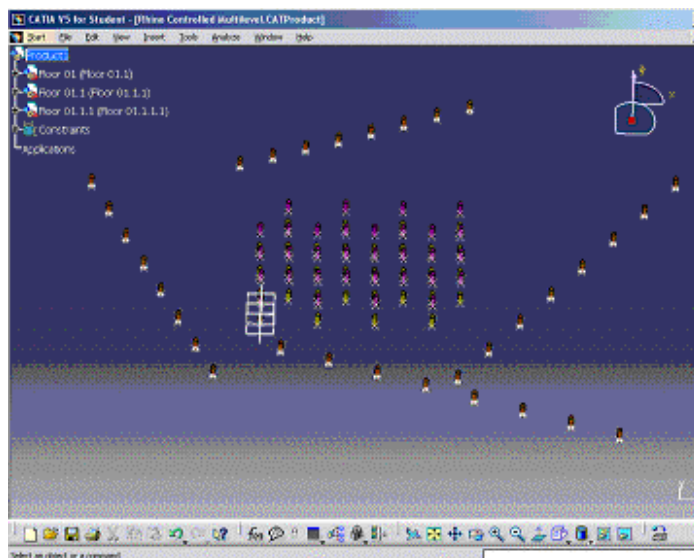 CATIA V5 for Student - [Rhino Controlled Multilevel.CATProduct]
Start File Edit View Insert Tools Analyze Window Help
Product1
Floor 01 (Floor 01.1)
Floor 01.1 (Floor 01.1.1)
Floor 01.1.1 (Floor 01.1.1.1)
Constraints
Applications
x
y
Select an object or a command